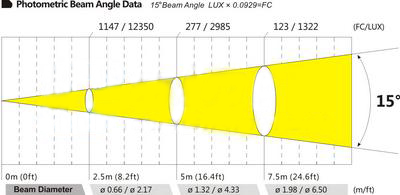 Photometric Beam Angle Data 15°Beam Angle LUX × 0.0929=FC
1147 / 12350 277 / 2985 123 / 1322 (FC/LUX)
15°
0m (0ft) 2.5m (8.2ft) 5m (16.4ft) 7.5m (24.6ft)
Beam Diameter ø 0.66 / ø 2.17 ø 1.32 / ø 4.33 ø 1.98 / ø 6.50 (m/ft)